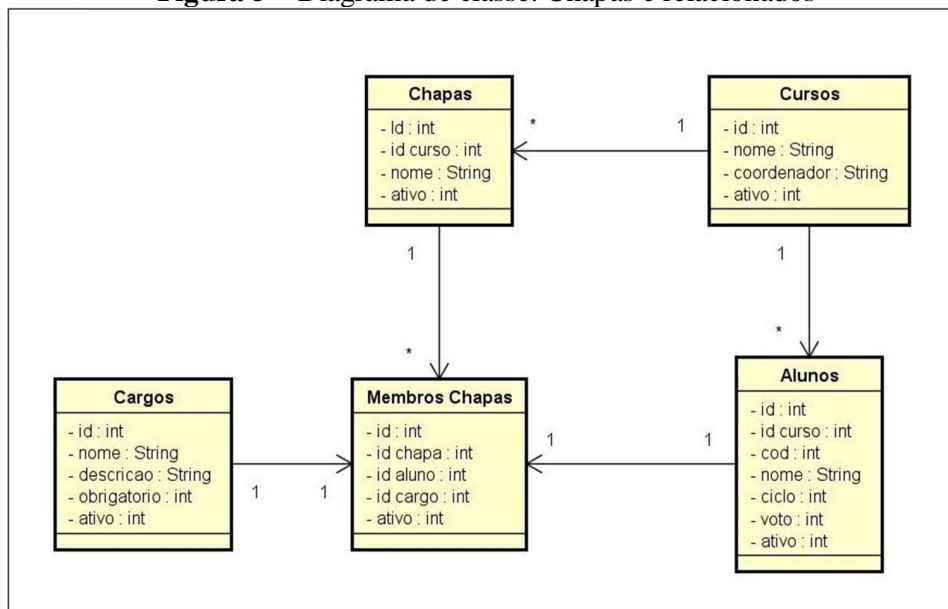 Figura 3 – Diagrama de classe: Chapas e relacionados
Chapas
- Id : int
- id curso : int
- nome : String
- ativo : int
*
1
Cursos
- id : int
- nome : String
- coordenador : String
- ativo : int
1
*
1
*
Cargos
- id : int
- nome : String
- descricao : String
- obrigatorio : int
- ativo : int
1
1
Membros Chapas
- id : int
- id chapa : int
- id aluno : int
- id cargo : int
- ativo : int
1
1
Alunos
- id : int
- id curso : int
- cod : int
- nome : String
- ciclo : int
- voto : int
- ativo : int